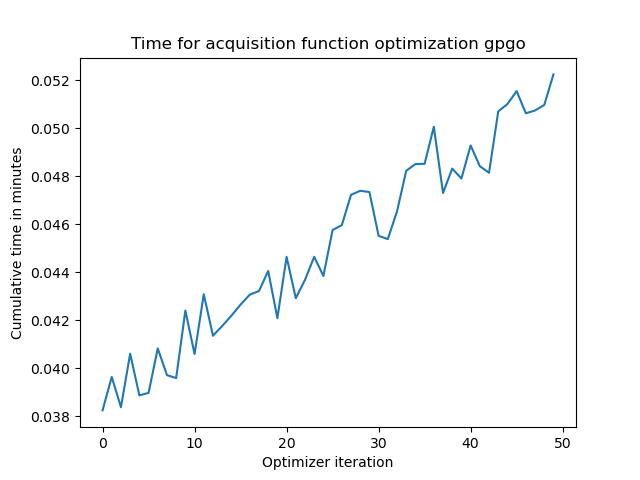 Time for acquisition function optimization gpgo
Cumulative time in minutes
0.052
0.050
0.048
0.046
0.044
0.042
0.040
0.038
0 10 20 30 40 50
Optimizer iteration